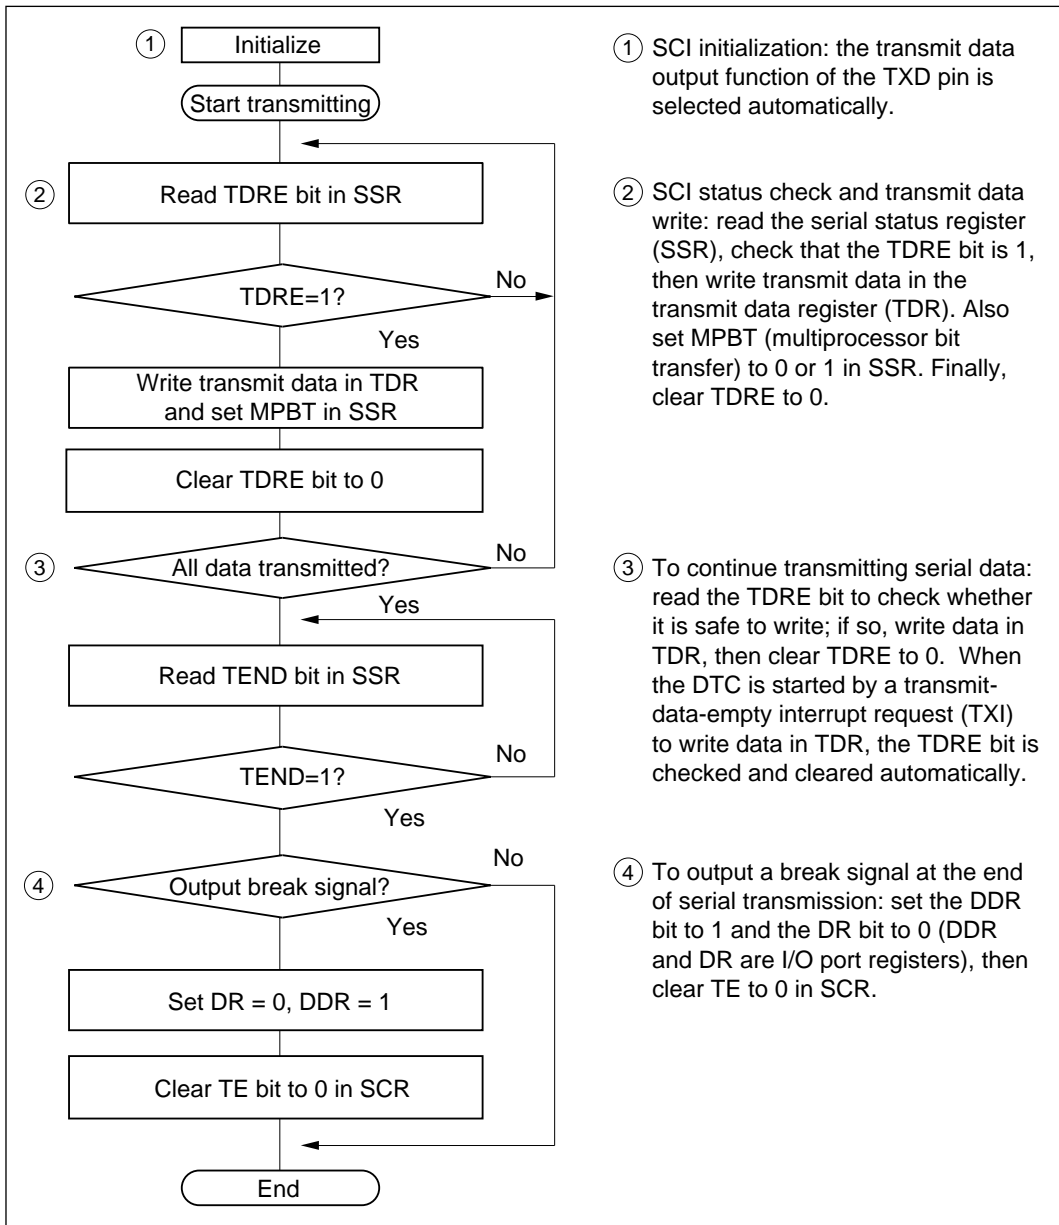 ① Initialize
Start transmitting
② Read TDRE bit in SSR
TDRE=1?
No
Yes
Write transmit data in TDR
and set MPBT in SSR
Clear TDRE bit to 0
③ All data transmitted?
No
Yes
Read TEND bit in SSR
TEND=1?
No
Yes
④ Output break signal?
No
Yes
Set DR = 0, DDR = 1
Clear TE bit to 0 in SCR
End
① SCI initialization: the transmit data
output function of the TXD pin is
selected automatically.
② SCI status check and transmit data
write: read the serial status register
(SSR), check that the TDRE bit is 1,
then write transmit data in the
transmit data register (TDR). Also
set MPBT (multiprocessor bit
transfer) to 0 or 1 in SSR. Finally,
clear TDRE to 0.
③ To continue transmitting serial data:
read the TDRE bit to check whether
it is safe to write; if so, write data in
TDR, then clear TDRE to 0.  When
the DTC is started by a transmit-
data-empty interrupt request (TXI)
to write data in TDR, the TDRE bit is
checked and cleared automatically.
④ To output a break signal at the end
of serial transmission: set the DDR
bit to 1 and the DR bit to 0 (DDR
and DR are I/O port registers), then
clear TE to 0 in SCR.